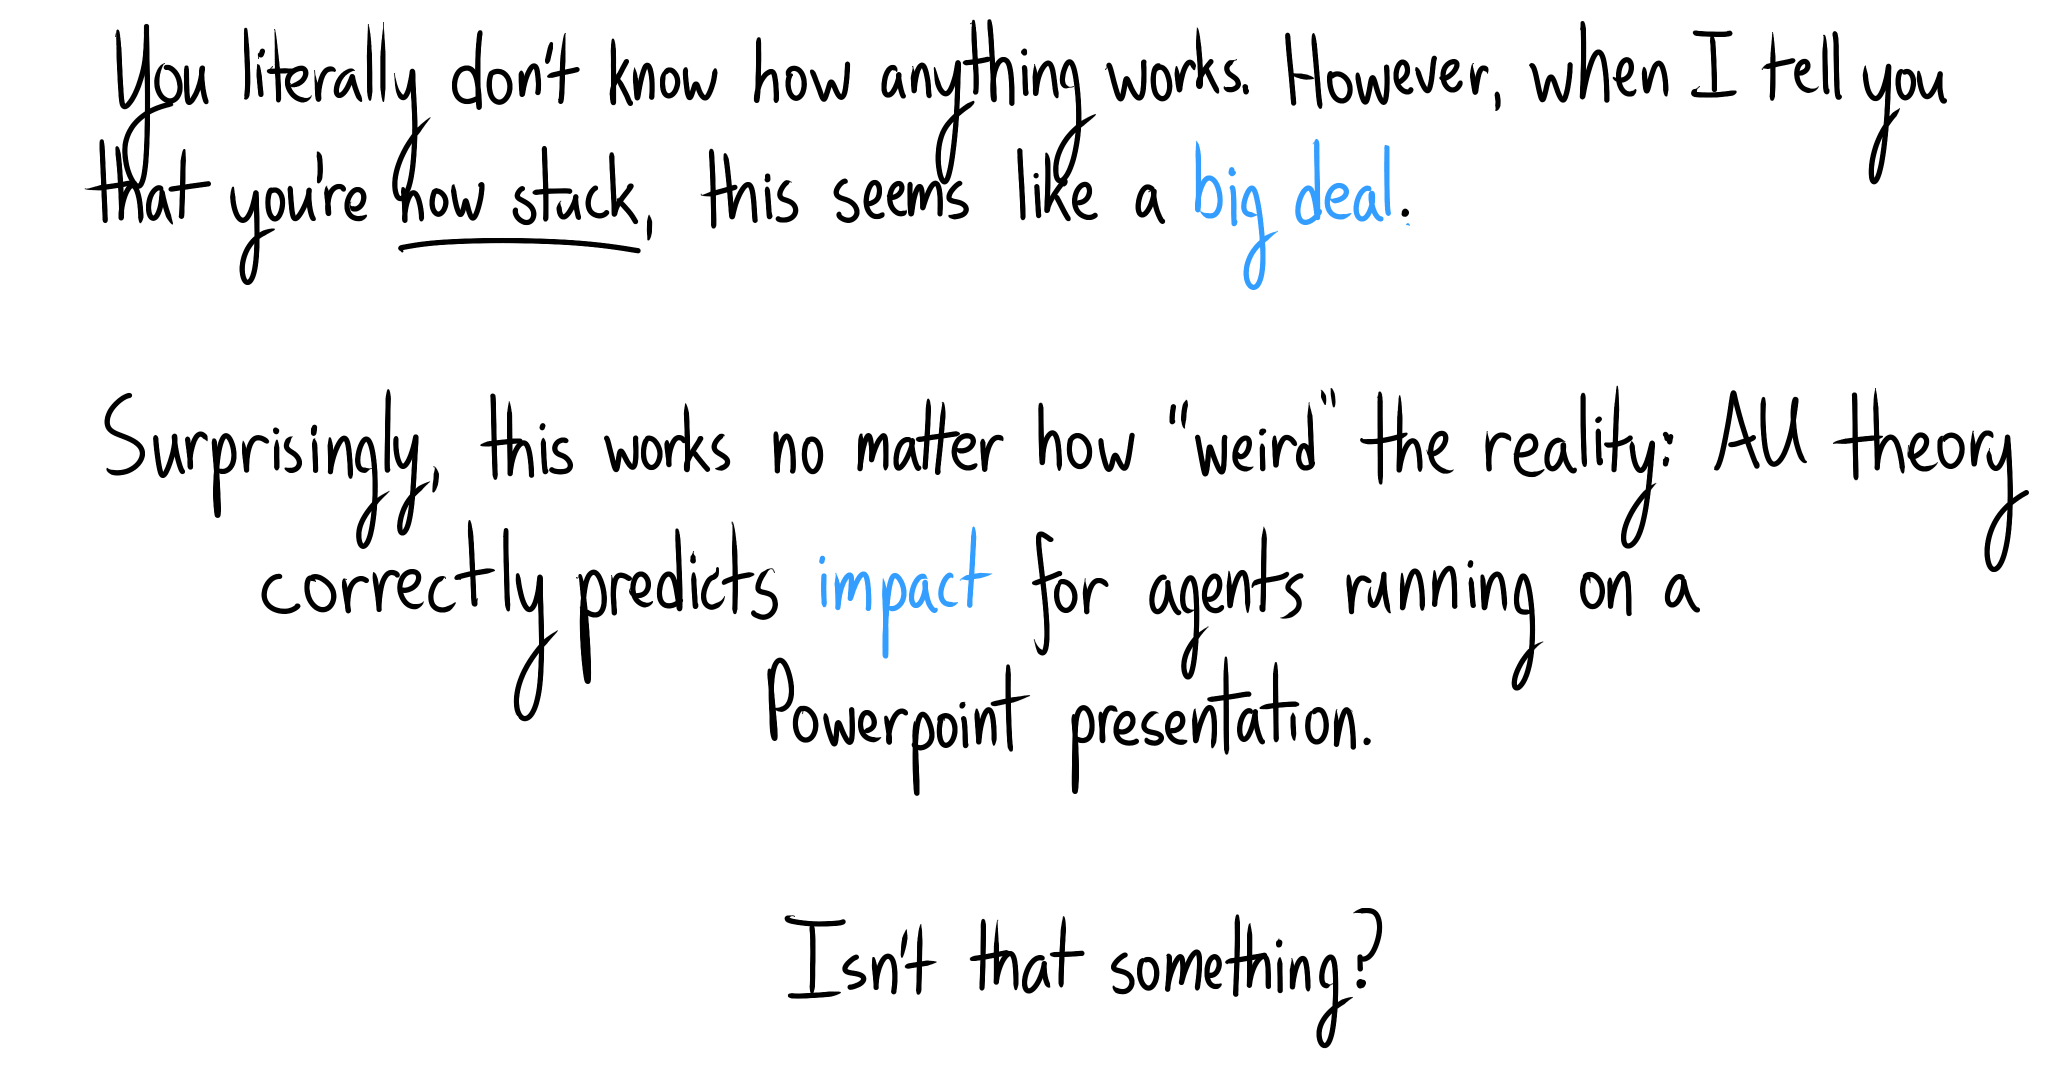 You literally don't know how anything works. However, when I tell you
that you're now stuck, this seems like a big deal.
Surprisingly, this works no matter how "weird" the reality: AU theory
correctly predicts impact for agents running on a
Powerpoint presentation.
Isn't that something?